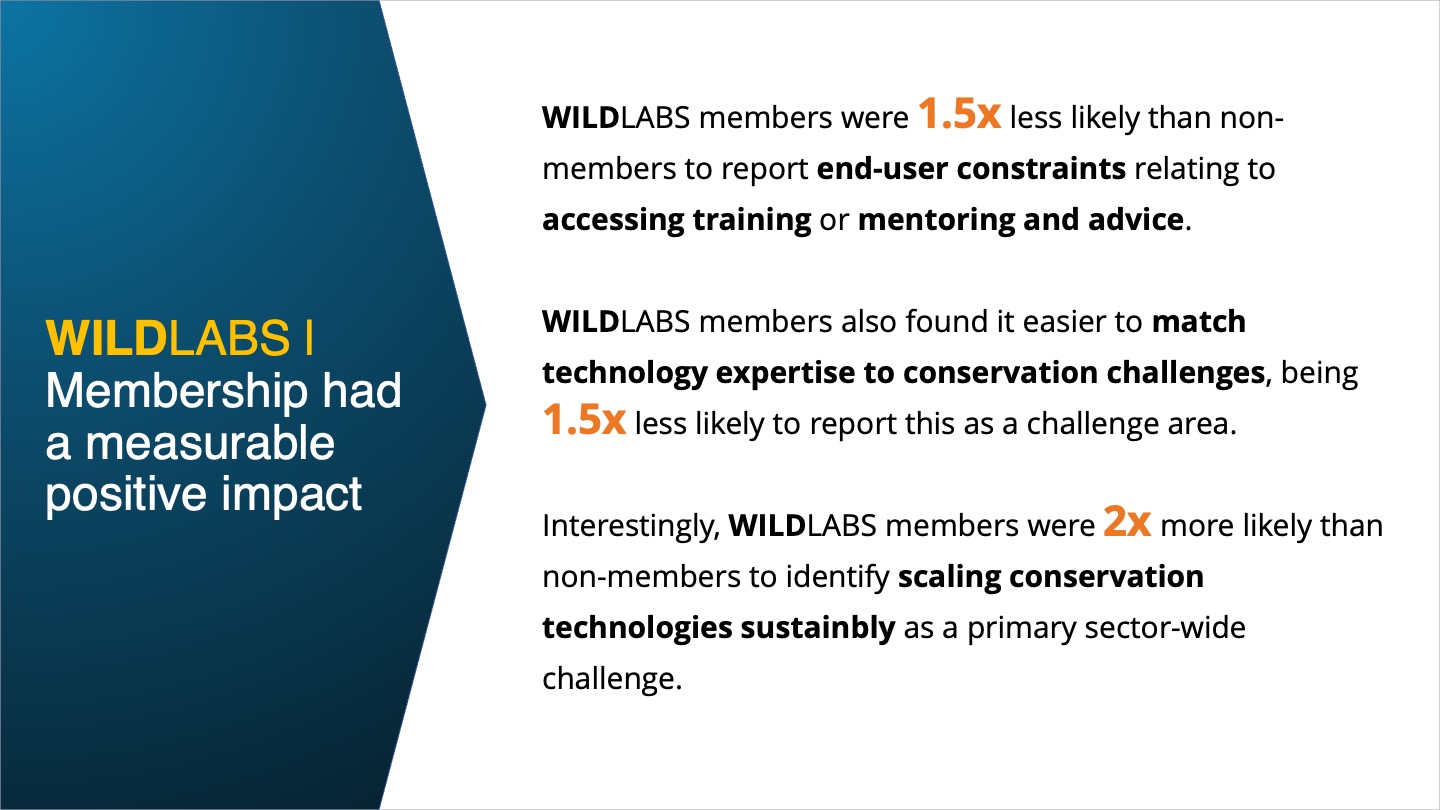 WILDLABS |
Membership had
a measurable
positive impact
WILDLABS members were 1.5x less likely than non-
members to report end-user constraints relating to
accessing training or mentoring and advice.
WILDLABS members also found it easier to match
technology expertise to conservation challenges, being
1.5x less likely to report this as a challenge area.
Interestingly, WILDLABS members were 2x more likely than
non-members to identify scaling conservation
technologies sustainbly as a primary sector-wide
challenge.